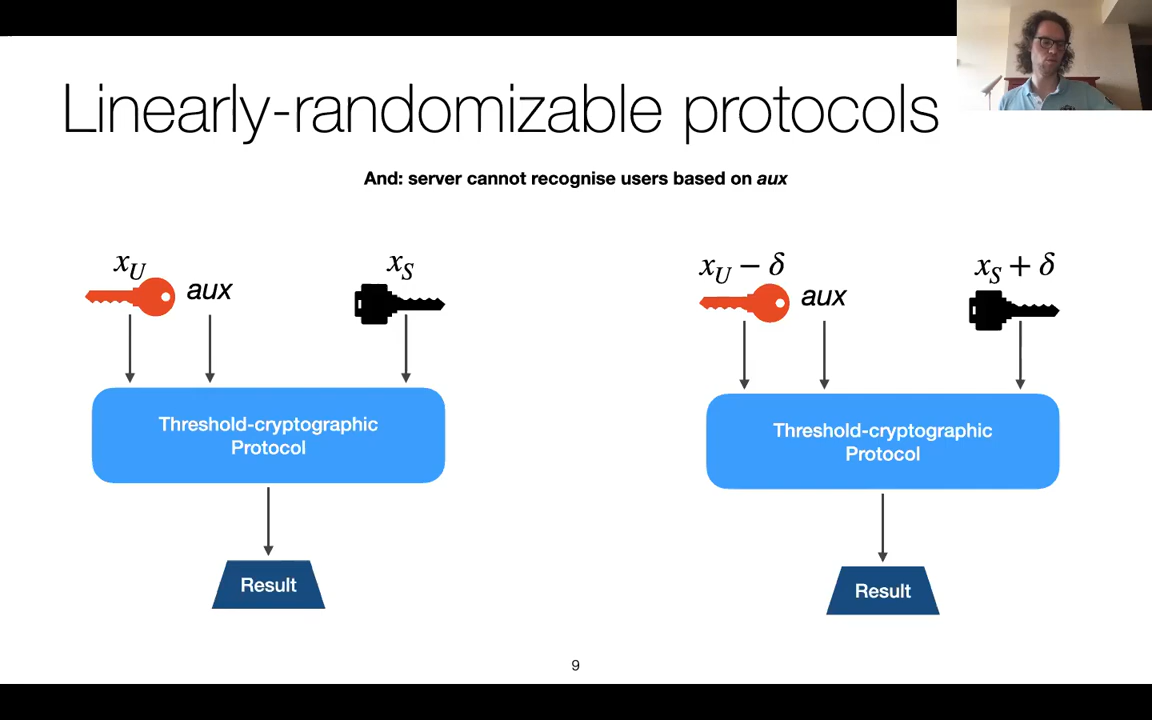 Linearly-randomizable protocols
And: server cannot recognise users based on aux
x_U
aux
x_S
Threshold-cryptographic
Protocol
Result
x_U − δ
aux
x_S + δ
Threshold-cryptographic
Protocol
Result
9